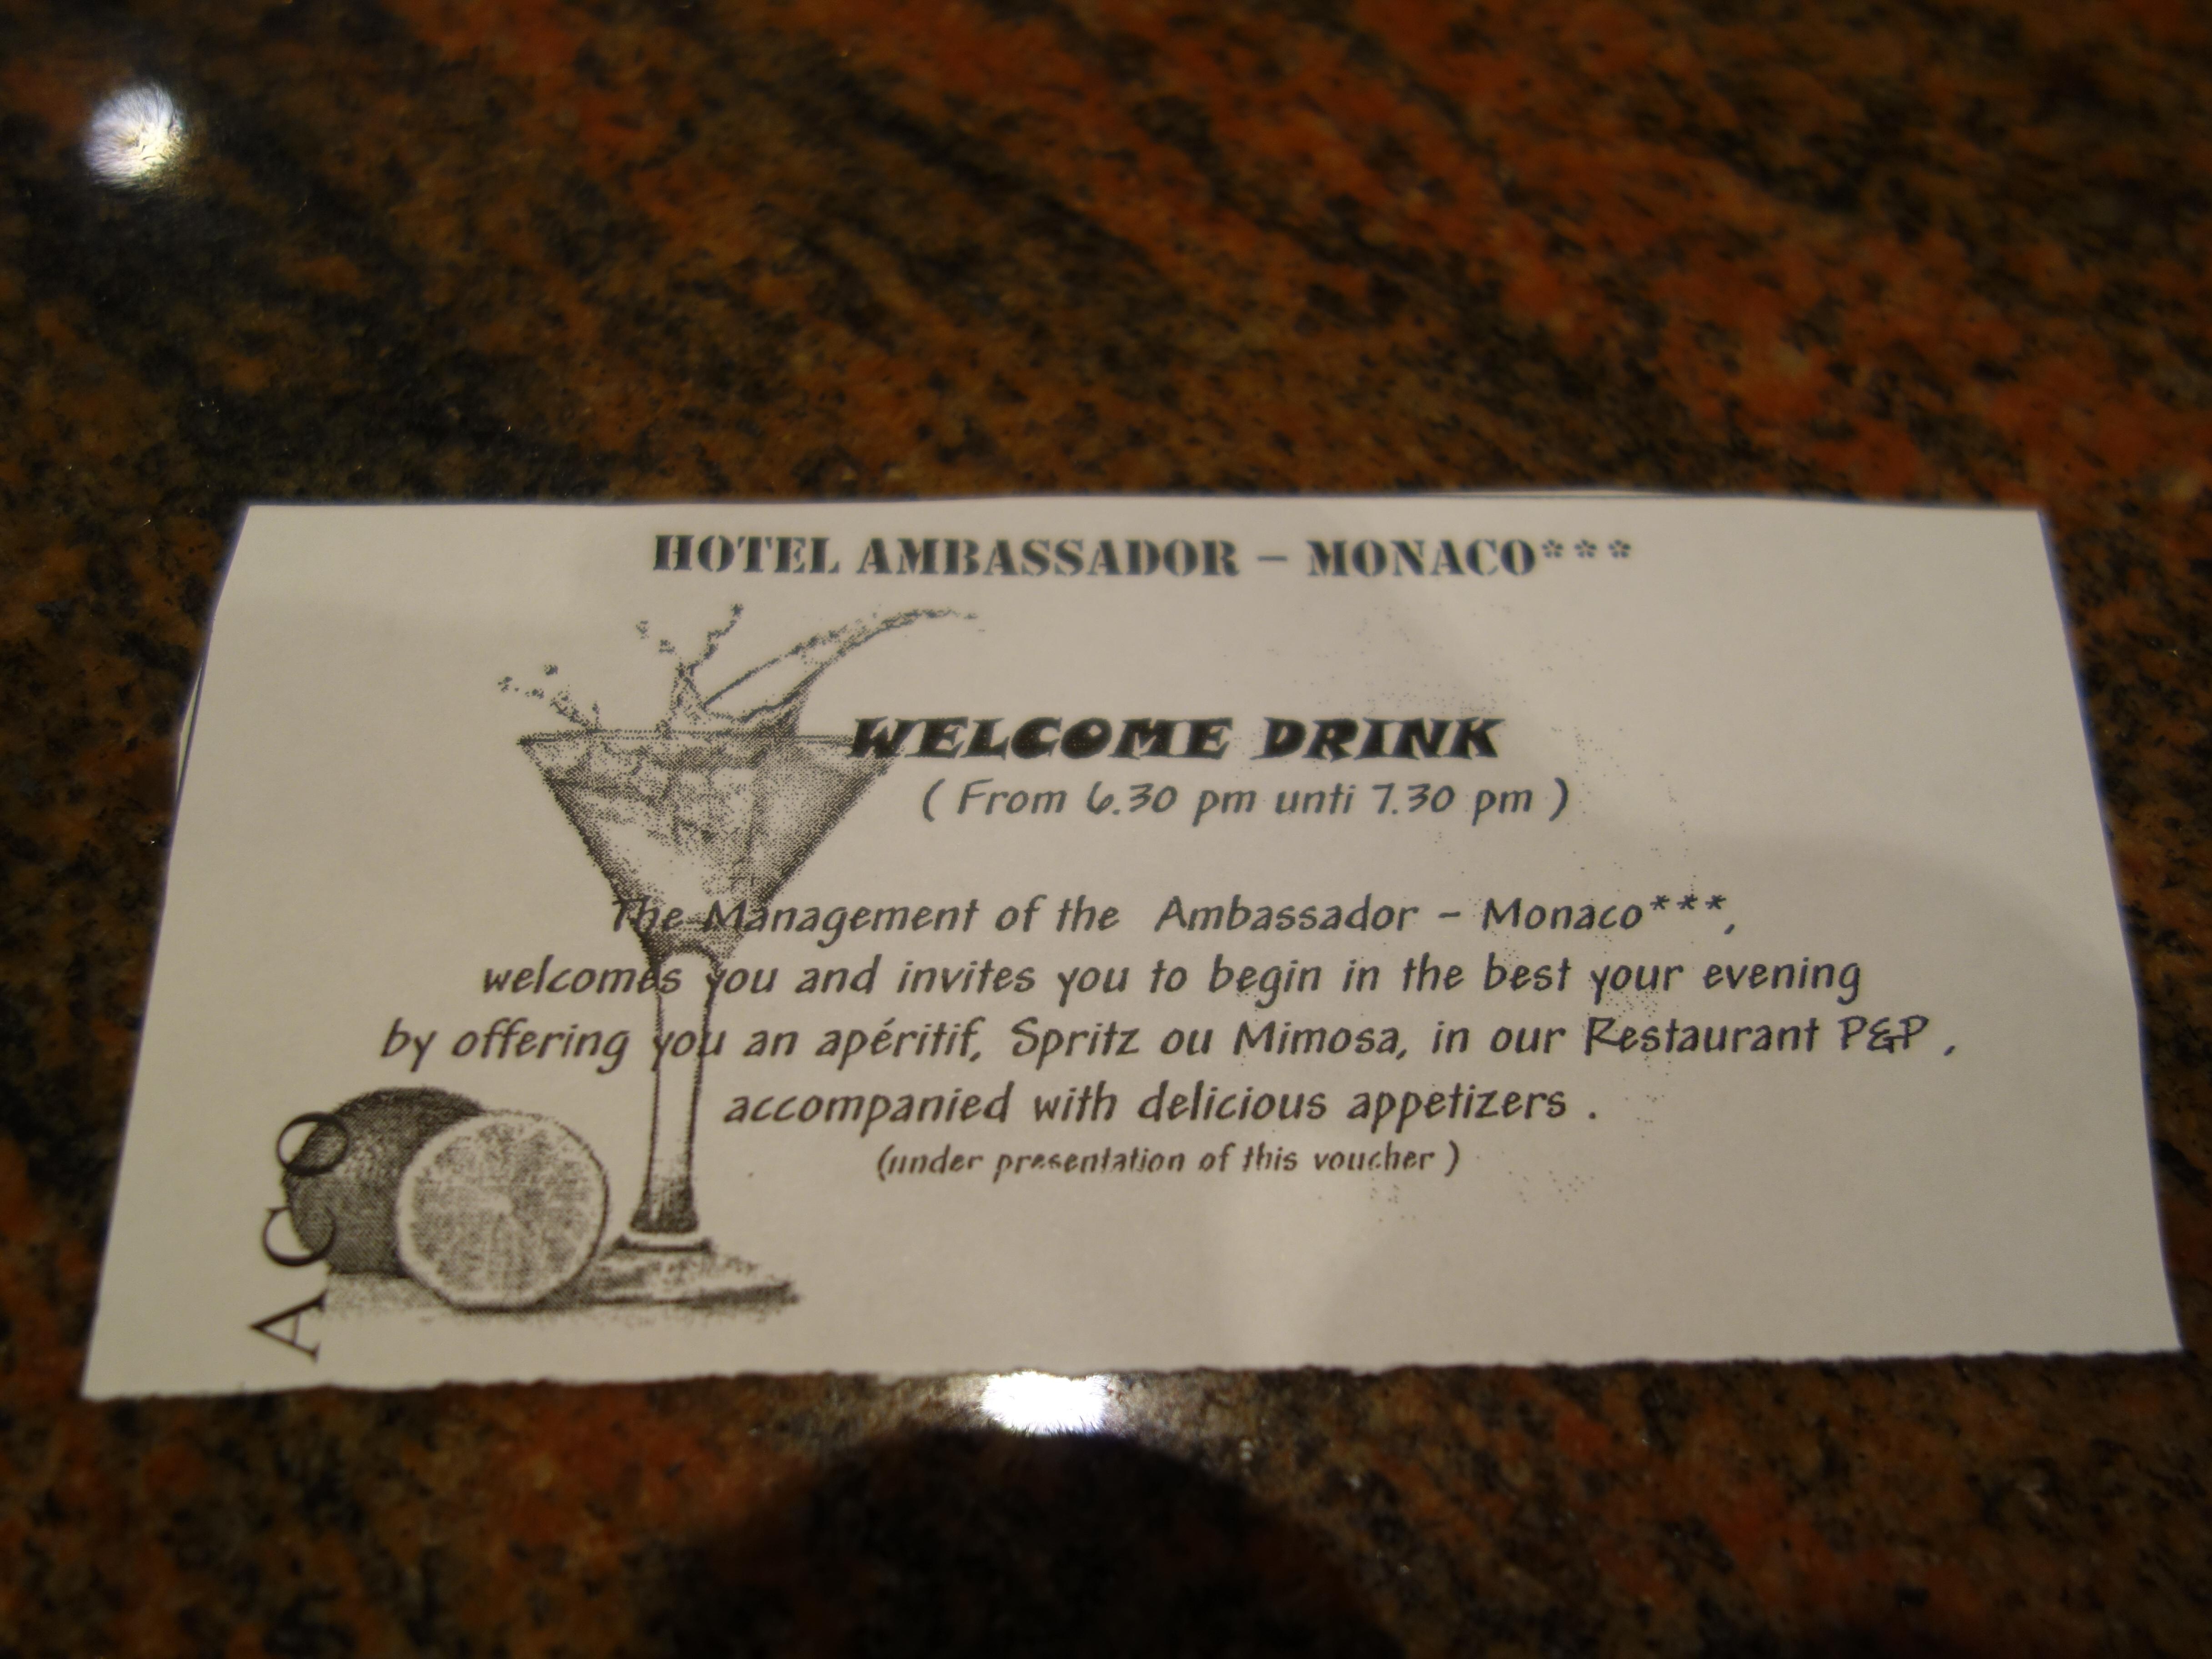 HOTEL AMBASSADOR – MONACO***
WELCOME DRINK
( From 6.30 pm unti 7.30 pm )
The Management of the Ambassador – Monaco***,
welcomes you and invites you to begin in the best your evening
by offering you an apéritif, Spritz ou Mimosa, in our Restaurant P&P ,
accompanied with delicious appetizers .
(under presentation of this voucher )
ACO